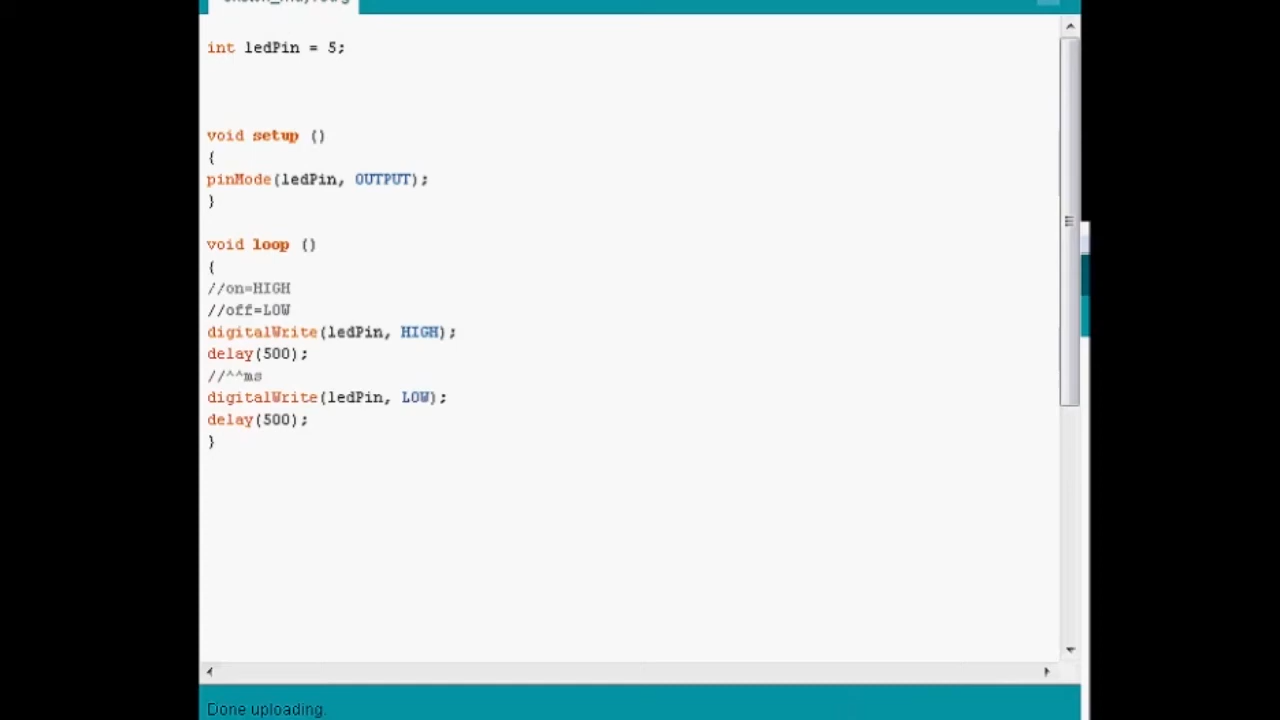 int ledPin = 5;
void setup ()
{
pinMode(ledPin, OUTPUT);
}
void loop ()
{
//on=HIGH
//off=LOW
digitalWrite(ledPin, HIGH);
delay(500);
//^^ms
digitalWrite(ledPin, LOW);
delay(500);
}
Done uploading.